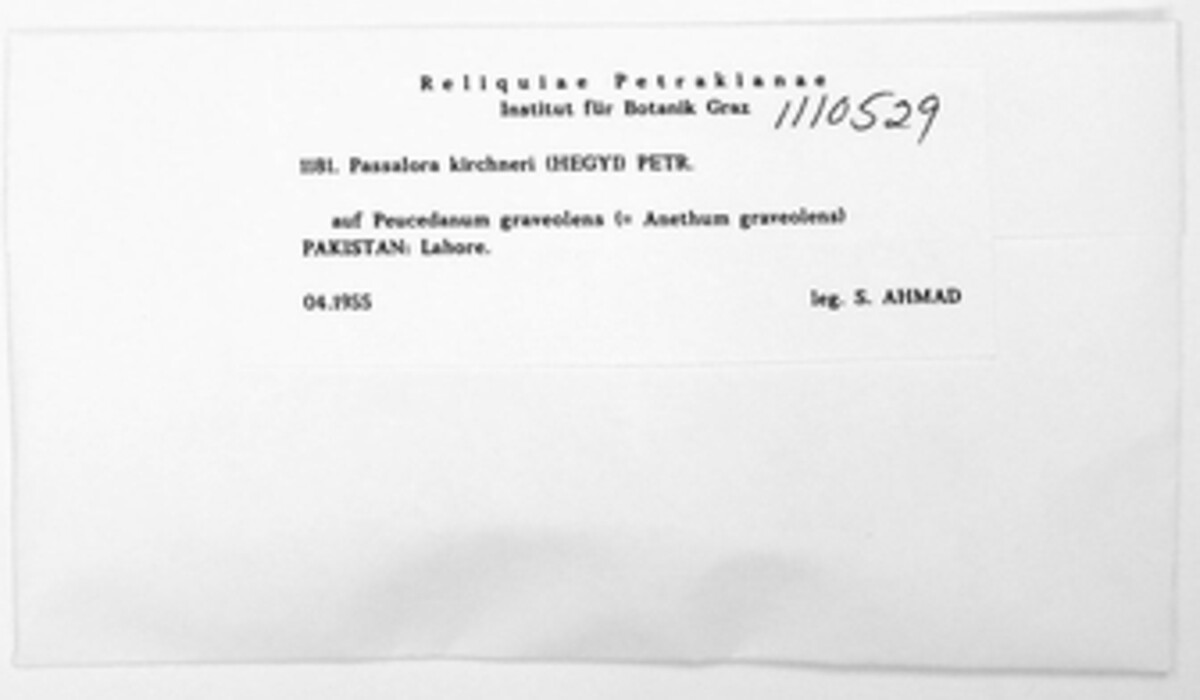 Reliquiae Petrakianae
Institut für Botanik Graz 1110529
1181. Passalora kirchneri (HEGYI) PETR.
auf Peucedanum graveolens (= Anethum graveolens)
PAKISTAN: Lahore.
04.1955 leg. S. AHMAD